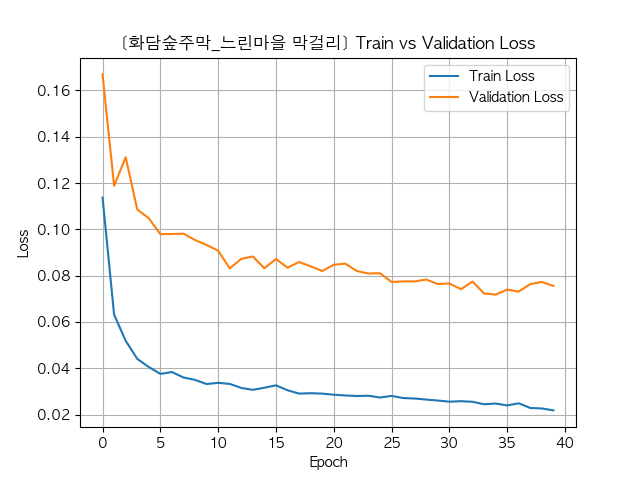 [화담숲주막_느린마을 막걸리] Train vs Validation Loss
Train Loss
Validation Loss
Loss
0.16
0.14
0.12
0.10
0.08
0.06
0.04
0.02
0 5 10 15 20 25 30 35 40
Epoch